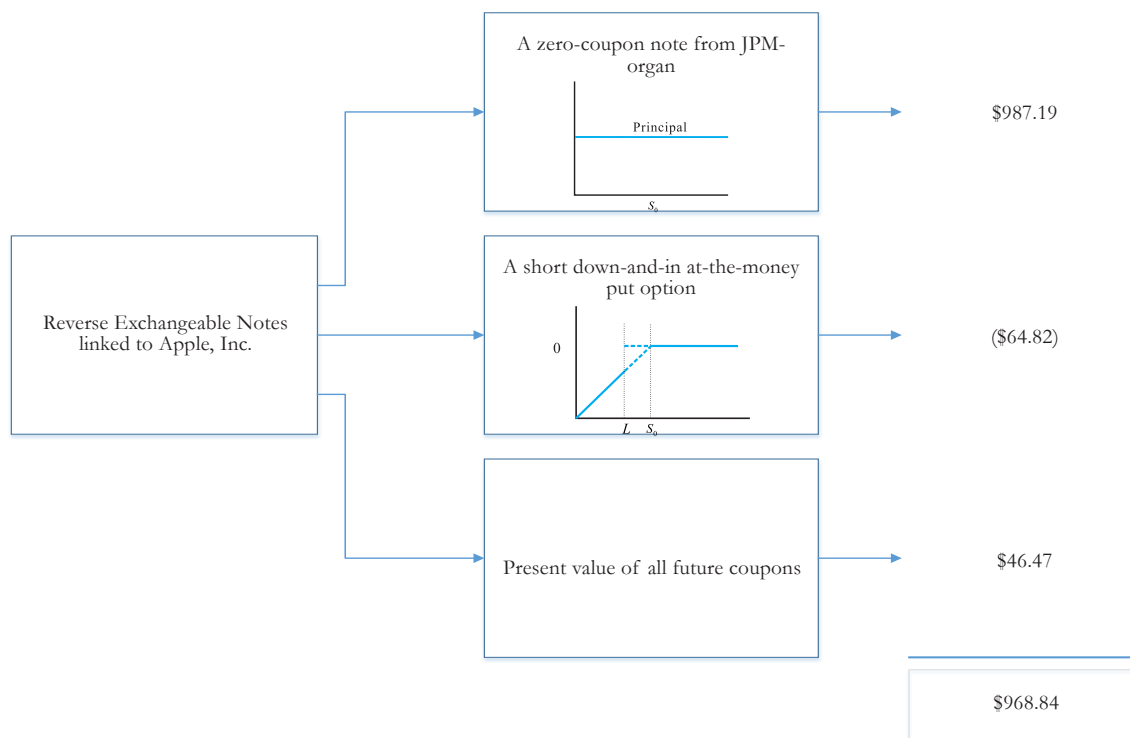 A zero-coupon note from JPM-
organ
Principal
S₀
$987.19
Reverse Exchangeable Notes
linked to Apple, Inc.
A short down-and-in at-the-money
put option
0
L S₀
($64.82)
Present value of all future coupons
$46.47
$968.84